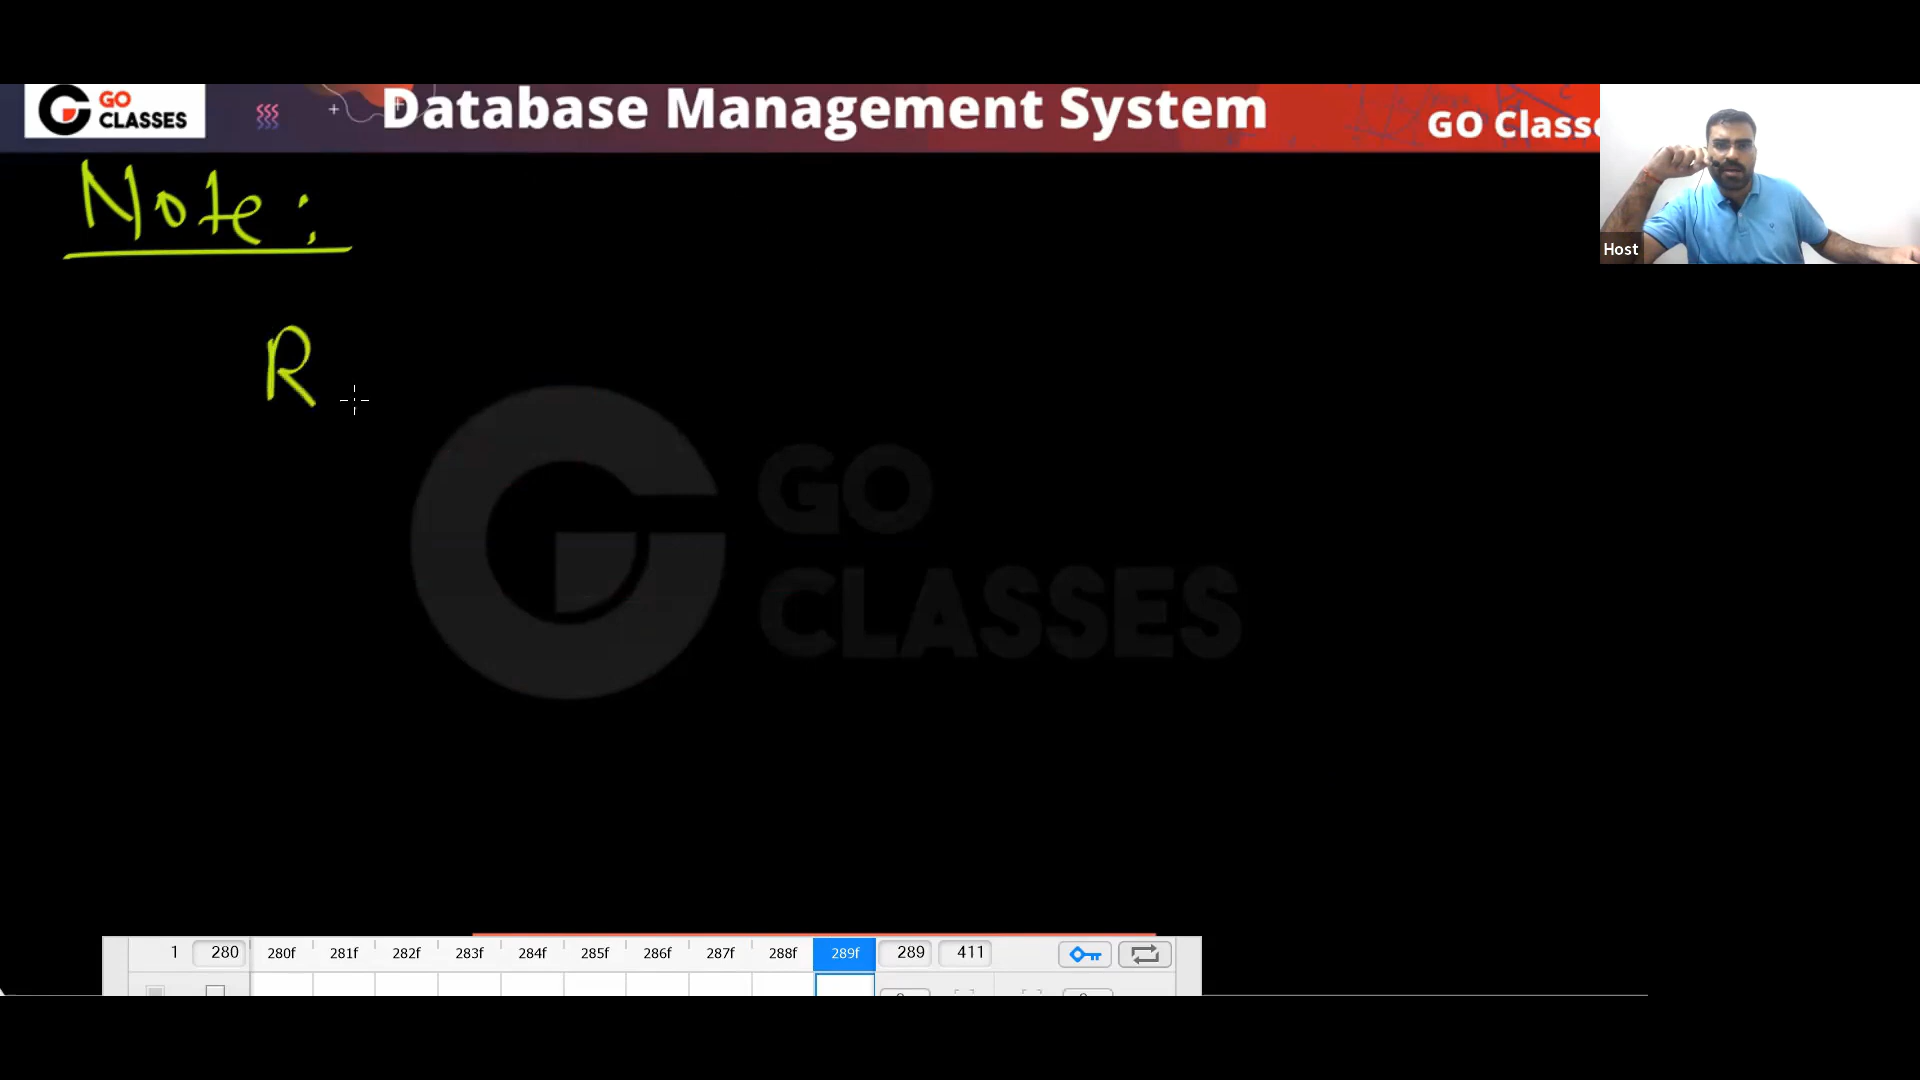 GO CLASSES
Database Management System
GO Classe
Note:
Host
R
GO
CLASSES
1 280 280f 281f 282f 283f 284f 285f 286f 287f 288f 289f 289 411